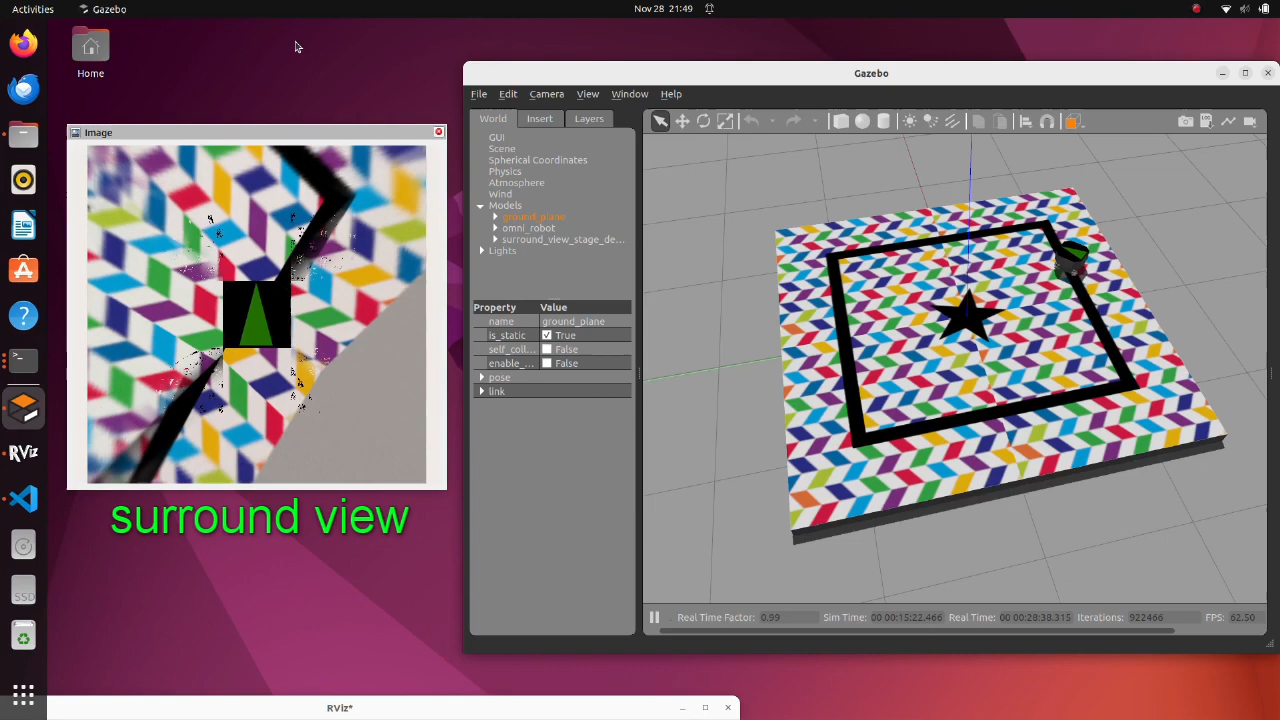 Activities
Gazebo
Nov 28 21:49
Home
Gazebo
File Edit Camera View Window Help
World Insert Layers
GUI
Scene
Spherical Coordinates
Physics
Atmosphere
Wind
Models
ground_plane
omni_robot
surround_view_stage_de...
Lights
Property Value
name ground_plane
is_static True
self_coll... False
enable_... False
pose
link
Image
surround view
Real Time Factor: 0.99 Sim Time: 00 00:15:22.466 Real Time: 00 00:28:38.315 Iterations: 922466 FPS: 62.50
RViz
SSD
RViz*